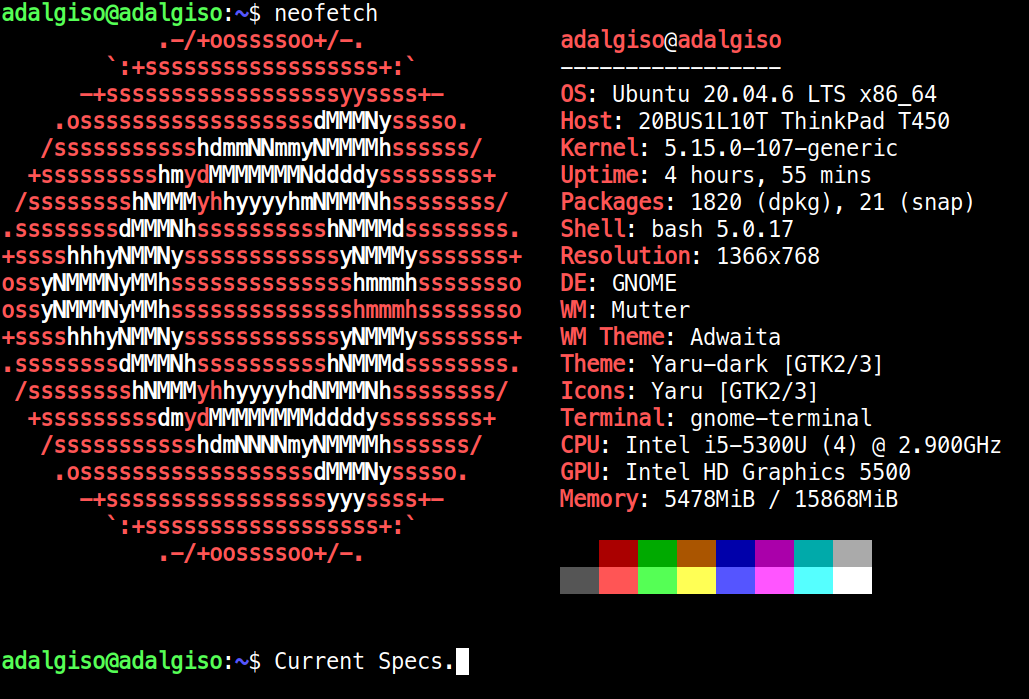 adalgiso@adalgiso:~$ neofetch
            .-/+oossssoo+/-.               adalgiso@adalgiso
        `:+ssssssssssssssssss+:`           -----------------
      -+ssssssssssssssssssyyssss+-         OS: Ubuntu 20.04.6 LTS x86_64
    .ossssssssssssssssssdMMMNysssso.       Host: 20BUS1L10T ThinkPad T450
   /ssssssssssshdmmNNmmyNMMMMhssssss/      Kernel: 5.15.0-107-generic
  +ssssssssshmydMMMMMMMNddddyssssssss+     Uptime: 4 hours, 55 mins
 /sssssssshNMMMyhhyyyyhmNMMMNhssssssss/    Packages: 1820 (dpkg), 21 (snap)
.ssssssssdMMMNhsssssssssshNMMMdssssssss.   Shell: bash 5.0.17
+sssshhhyNMMNyssssssssssssyNMMMysssssss+   Resolution: 1366x768
ossyNMMMNyMMhsssssssssssssshmmmhssssssso   DE: GNOME
ossyNMMMNyMMhsssssssssssssshmmmhssssssso   WM: Mutter
+sssshhhyNMMNyssssssssssssyNMMMysssssss+   WM Theme: Adwaita
.ssssssssdMMMNhsssssssssshNMMMdssssssss.   Theme: Yaru-dark [GTK2/3]
 /sssssssshNMMMyhhyyyyhdNMMMNhssssssss/    Icons: Yaru [GTK2/3]
  +sssssssssdmydMMMMMMMMddddyssssssss+     Terminal: gnome-terminal
   /ssssssssssshdmNNNNmyNMMMMhssssss/      CPU: Intel i5-5300U (4) @ 2.900GHz
    .ossssssssssssssssssdMMMNysssso.       GPU: Intel HD Graphics 5500
      -+sssssssssssssssssyyyssss+-         Memory: 5478MiB / 15868MiB
        `:+ssssssssssssssssss+:`
            .-/+oossssoo+/-.
adalgiso@adalgiso:~$ Current Specs.